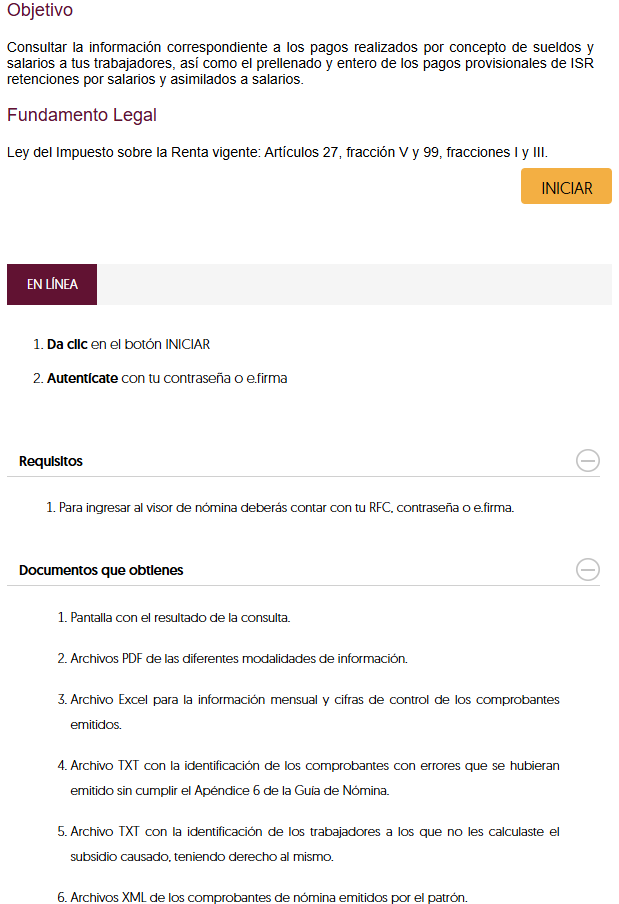 Objetivo
Consultar la información correspondiente a los pagos realizados por concepto de sueldos y
salarios a tus trabajadores, así como el prellenado y entero de los pagos provisionales de ISR
retenciones por salarios y asimilados a salarios.
Fundamento Legal
Ley del Impuesto sobre la Renta vigente: Artículos 27, fracción V y 99, fracciones I y III.
INICIAR
EN LÍNEA
1. Da clic en el botón INICIAR
2. Autentícate con tu contraseña o e.firma
Requisitos
1. Para ingresar al visor de nómina deberás contar con tu RFC, contraseña o e.firma.
Documentos que obtienes
1. Pantalla con el resultado de la consulta.
2. Archivos PDF de las diferentes modalidades de información.
3. Archivo Excel para la información mensual y cifras de control de los comprobantes
emitidos.
4. Archivo TXT con la identificación de los comprobantes con errores que se hubieran
emitido sin cumplir el Apéndice 6 de la Guía de Nómina.
5. Archivo TXT con la identificación de los trabajadores a los que no les calculaste el
subsidio causado, teniendo derecho al mismo.
6. Archivos XML de los comprobantes de nómina emitidos por el patrón.